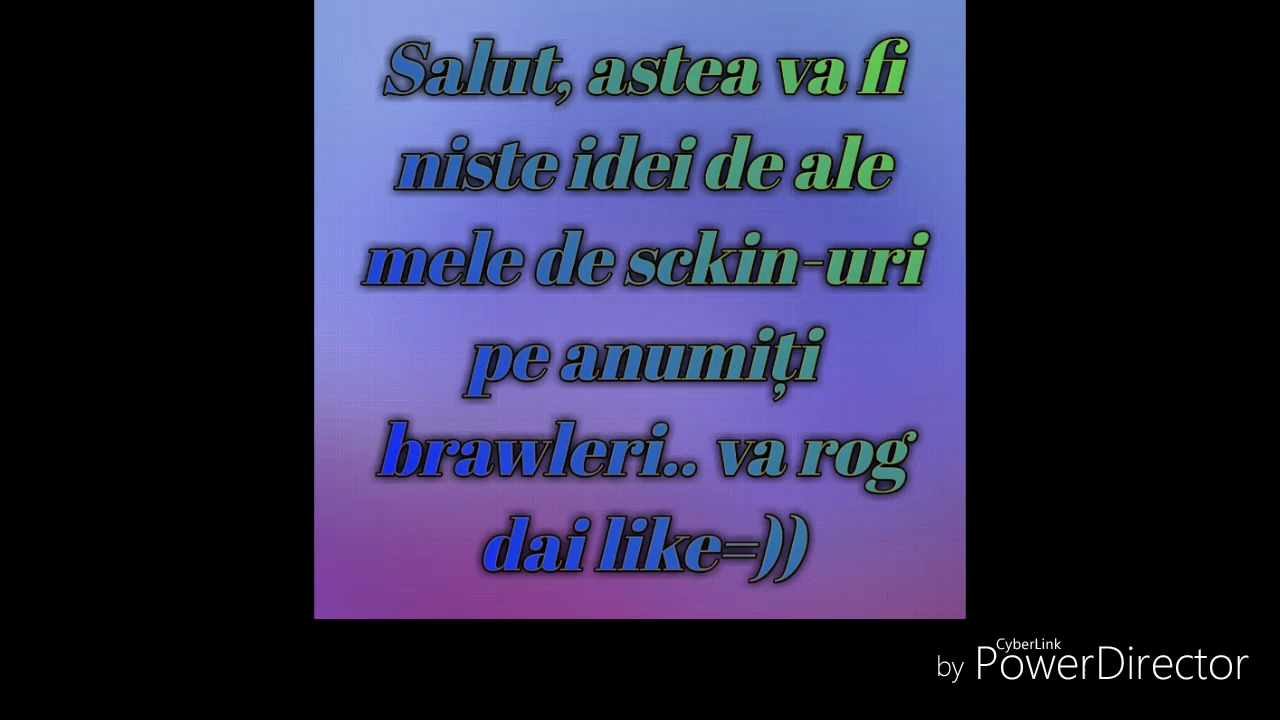 Salut, astea va fi
niste idei de ale
mele de sckin-uri
pe anumiți
brawleri.. va rog
dai like=))
CyberLink
by PowerDirector